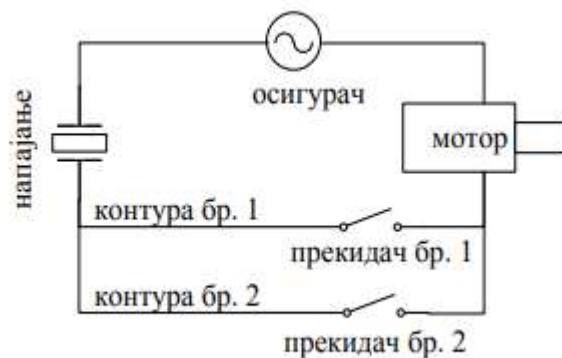 осигурач
напајање
мотор
контура бр. 1
прекидач бр. 1
контура бр. 2
прекидач бр. 2